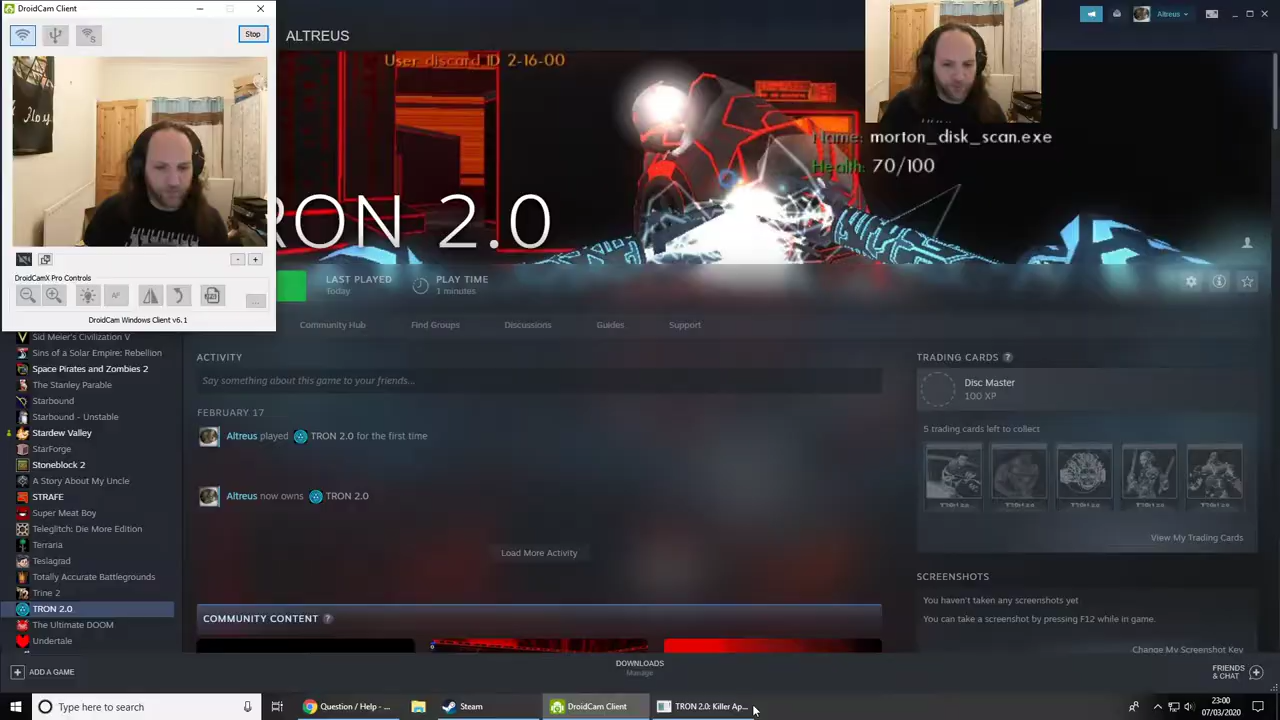 DroidCam Client
Stop
DroidCamX Pro Controls
AF
...
DroidCam Windows Client v6.1
ALTREUS
Altreus
User discard ID 2-16-00
Name: morton_disk_scan.exe
Health: 70/100
RON 2.0
LAST PLAYED
Today
PLAY TIME
1 minutes
Community Hub
Find Groups
Discussions
Guides
Support
Sid Meier's Civilization V
Sins of a Solar Empire: Rebellion
Space Pirates and Zombies 2
The Stanley Parable
Starbound
Starbound - Unstable
Stardew Valley
StarForge
Stoneblock 2
A Story About My Uncle
STRAFE
Super Meat Boy
Teleglitch: Die More Edition
Terraria
Teslagrad
Totally Accurate Battlegrounds
Trine 2
TRON 2.0
The Ultimate DOOM
Undertale
ACTIVITY
Say something about this game to your friends...
FEBRUARY 17
Altreus played TRON 2.0 for the first time
Altreus now owns TRON 2.0
Load More Activity
COMMUNITY CONTENT ?
TRADING CARDS ?
Disc Master
100 XP
5 trading cards left to collect
View My Trading Cards
SCREENSHOTS
You haven't taken any screenshots yet
You can take a screenshot by pressing F12 while in game.
Change My Screenshot Key
ADD A GAME
DOWNLOADS
Manage
FRIENDS
& CHAT
Type here to search
Question / Help - ...
Steam
DroidCam Client
TRON 2.0: Killer Ap...
23:00
07/03/2020